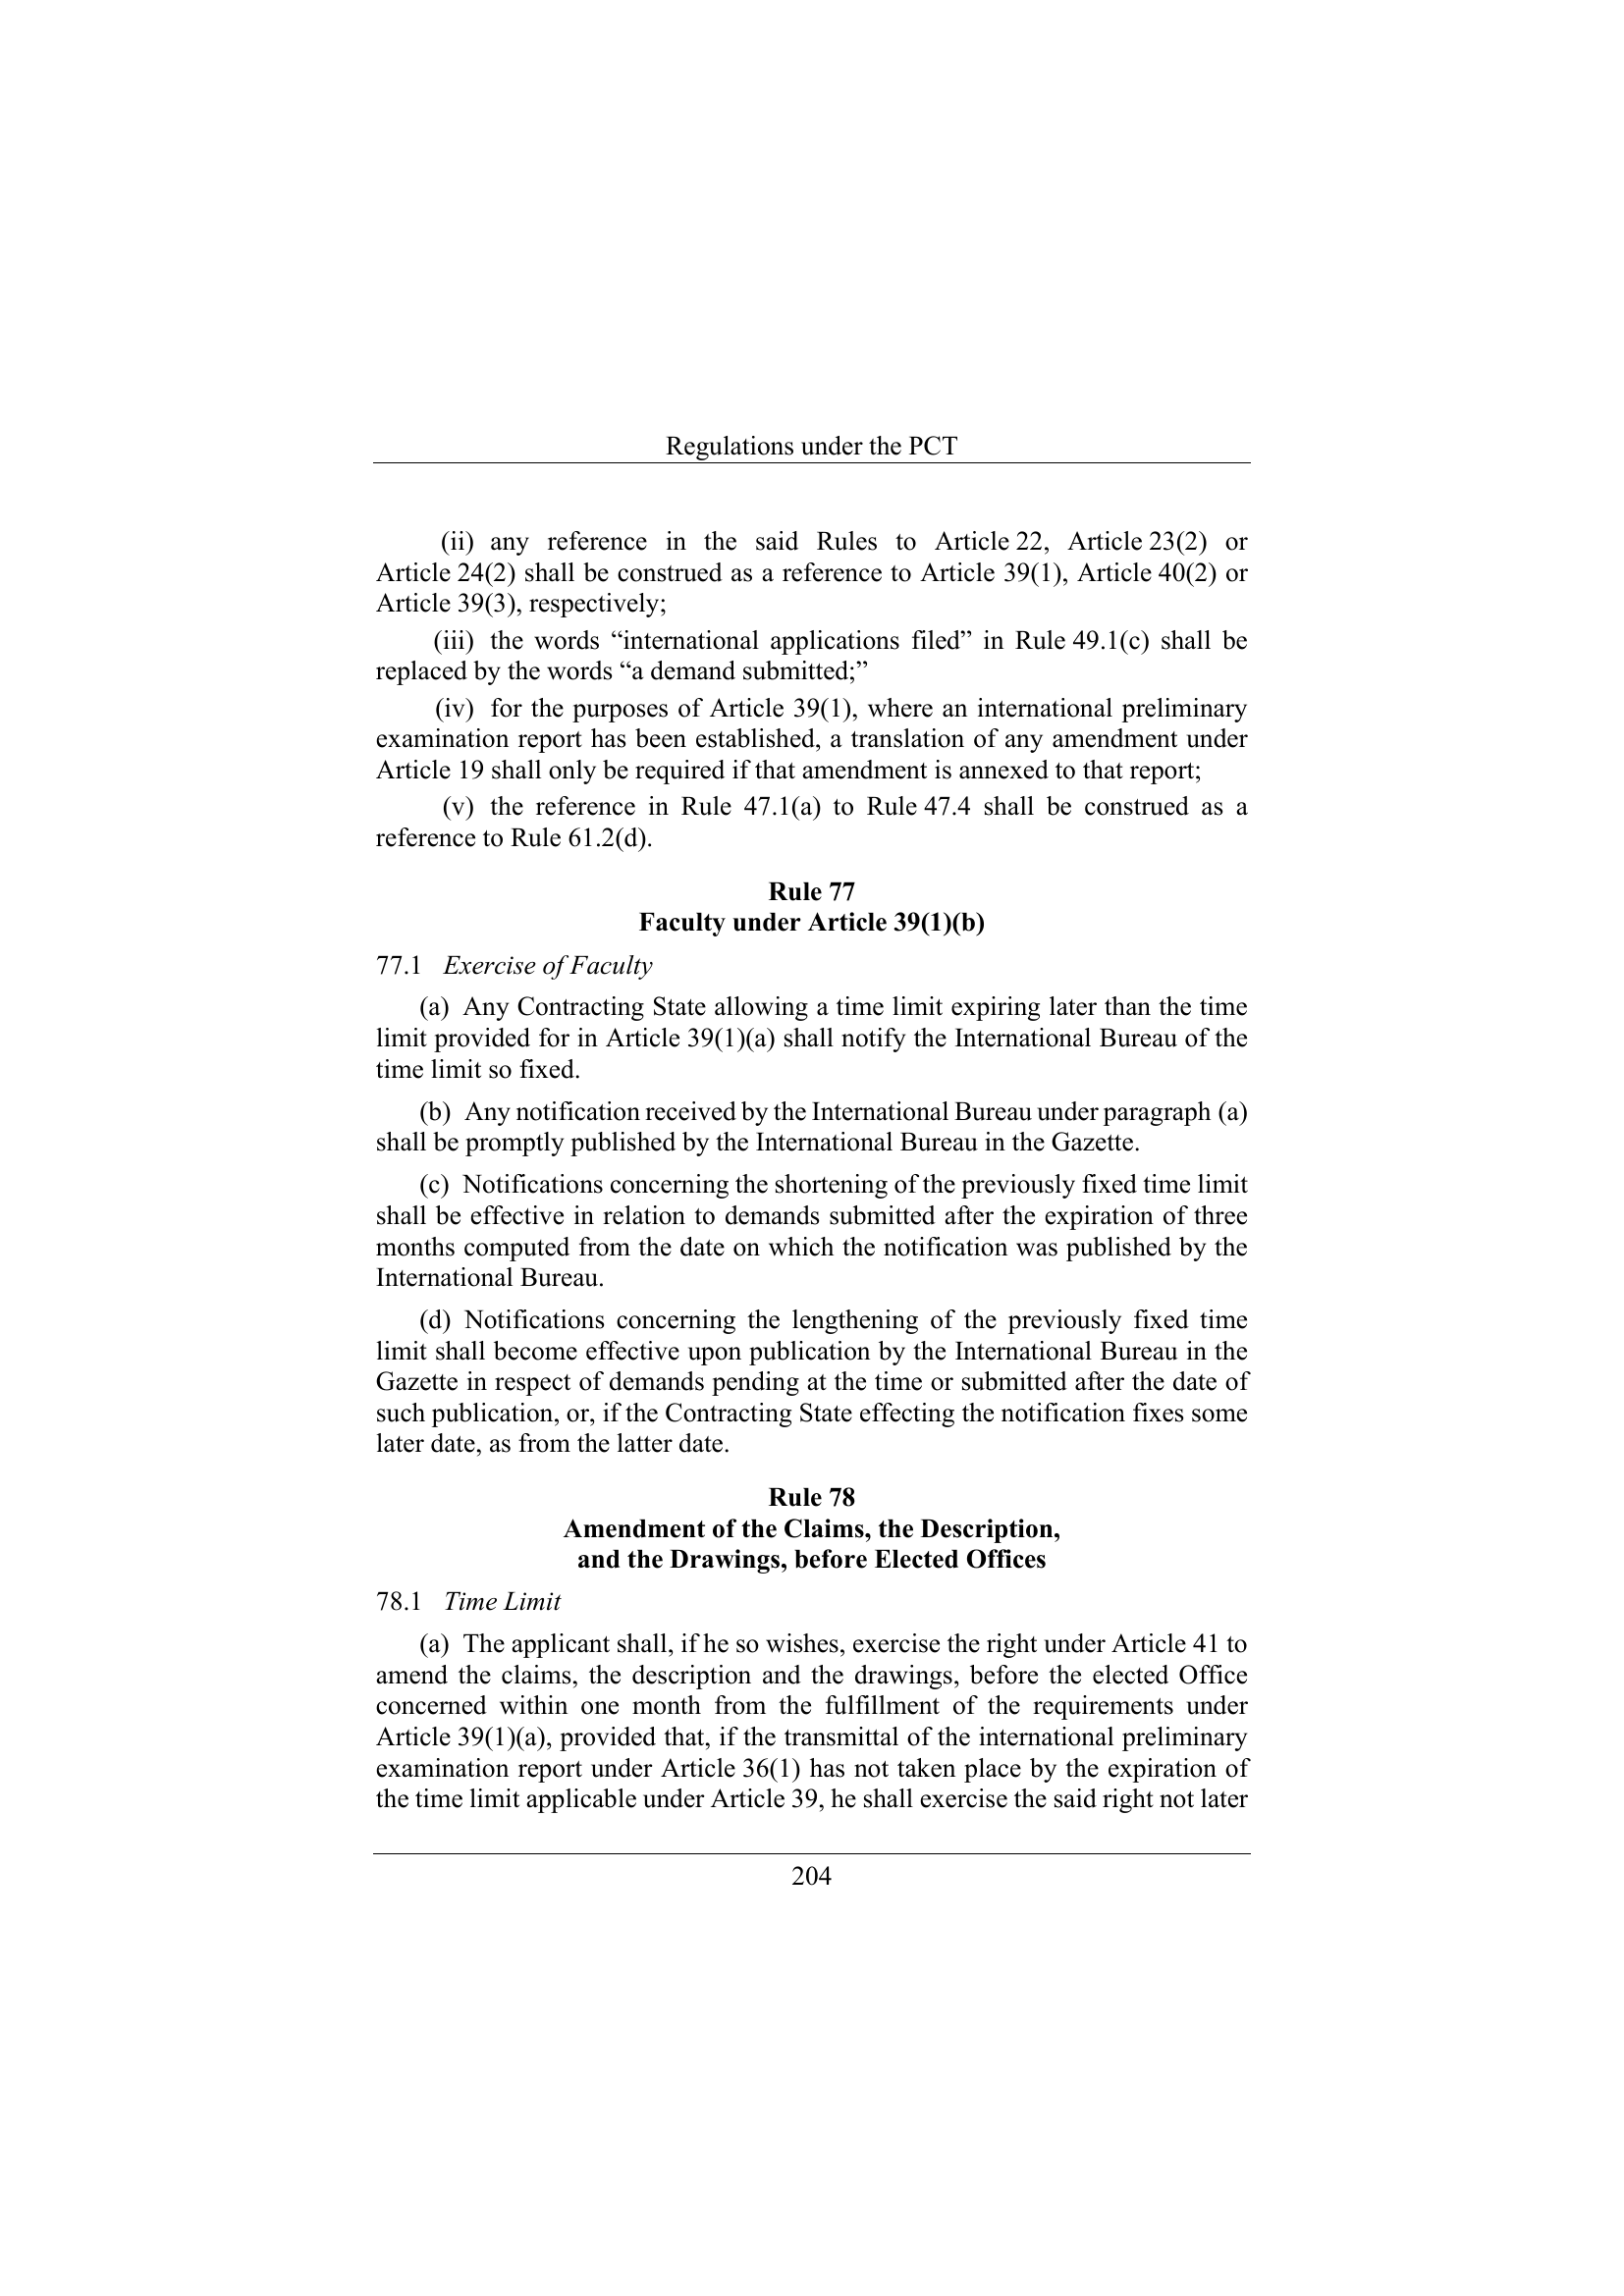 Regulations under the PCT
(ii) any reference in the said Rules to Article 22, Article 23(2) or
Article 24(2) shall be construed as a reference to Article 39(1), Article 40(2) or
Article 39(3), respectively;
(iii) the words “international applications filed” in Rule 49.1(c) shall be
replaced by the words “a demand submitted;”
(iv) for the purposes of Article 39(1), where an international preliminary
examination report has been established, a translation of any amendment under
Article 19 shall only be required if that amendment is annexed to that report;
(v) the reference in Rule 47.1(a) to Rule 47.4 shall be construed as a
reference to Rule 61.2(d).
Rule 77
Faculty under Article 39(1)(b)
77.1 Exercise of Faculty
(a) Any Contracting State allowing a time limit expiring later than the time
limit provided for in Article 39(1)(a) shall notify the International Bureau of the
time limit so fixed.
(b) Any notification received by the International Bureau under paragraph (a)
shall be promptly published by the International Bureau in the Gazette.
(c) Notifications concerning the shortening of the previously fixed time limit
shall be effective in relation to demands submitted after the expiration of three
months computed from the date on which the notification was published by the
International Bureau.
(d) Notifications concerning the lengthening of the previously fixed time
limit shall become effective upon publication by the International Bureau in the
Gazette in respect of demands pending at the time or submitted after the date of
such publication, or, if the Contracting State effecting the notification fixes some
later date, as from the latter date.
Rule 78
Amendment of the Claims, the Description,
and the Drawings, before Elected Offices
78.1 Time Limit
(a) The applicant shall, if he so wishes, exercise the right under Article 41 to
amend the claims, the description and the drawings, before the elected Office
concerned within one month from the fulfillment of the requirements under
Article 39(1)(a), provided that, if the transmittal of the international preliminary
examination report under Article 36(1) has not taken place by the expiration of
the time limit applicable under Article 39, he shall exercise the said right not later
204